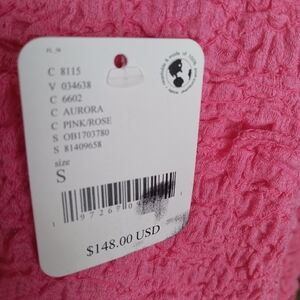 C 8115
V 034638
C 6602
C AURORA
C PINK/ROSE
S OB1703780
S 81409658
size
S
$148.00 USD